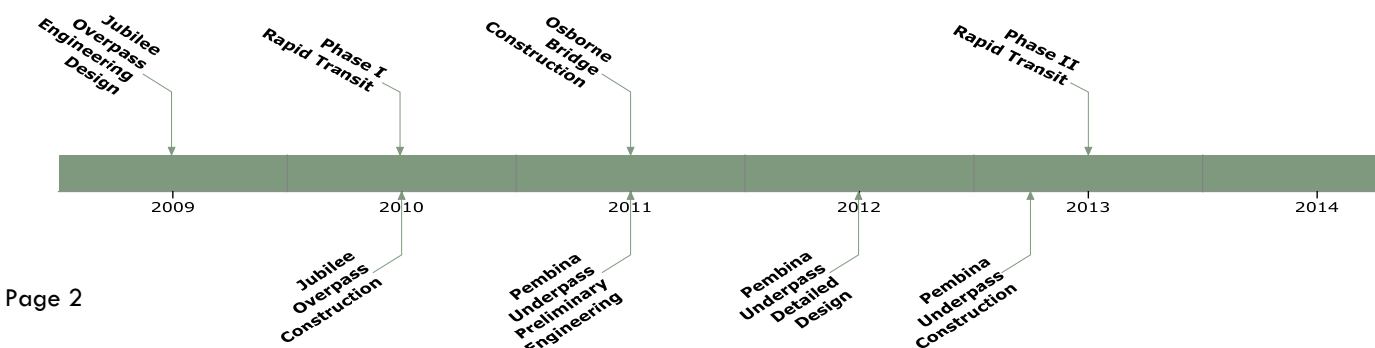 Jubilee
Overpass
Engineering
Design
Phase I
Rapid Transit
Osborne
Bridge
Construction
Phase II
Rapid Transit
2009
2010
2011
2012
2013
2014
Jubilee
Overpass
Construction
Pembina
Underpass
Preliminary
Engineering
Pembina
Underpass
Detailed
Design
Pembina
Underpass
Construction
Page 2